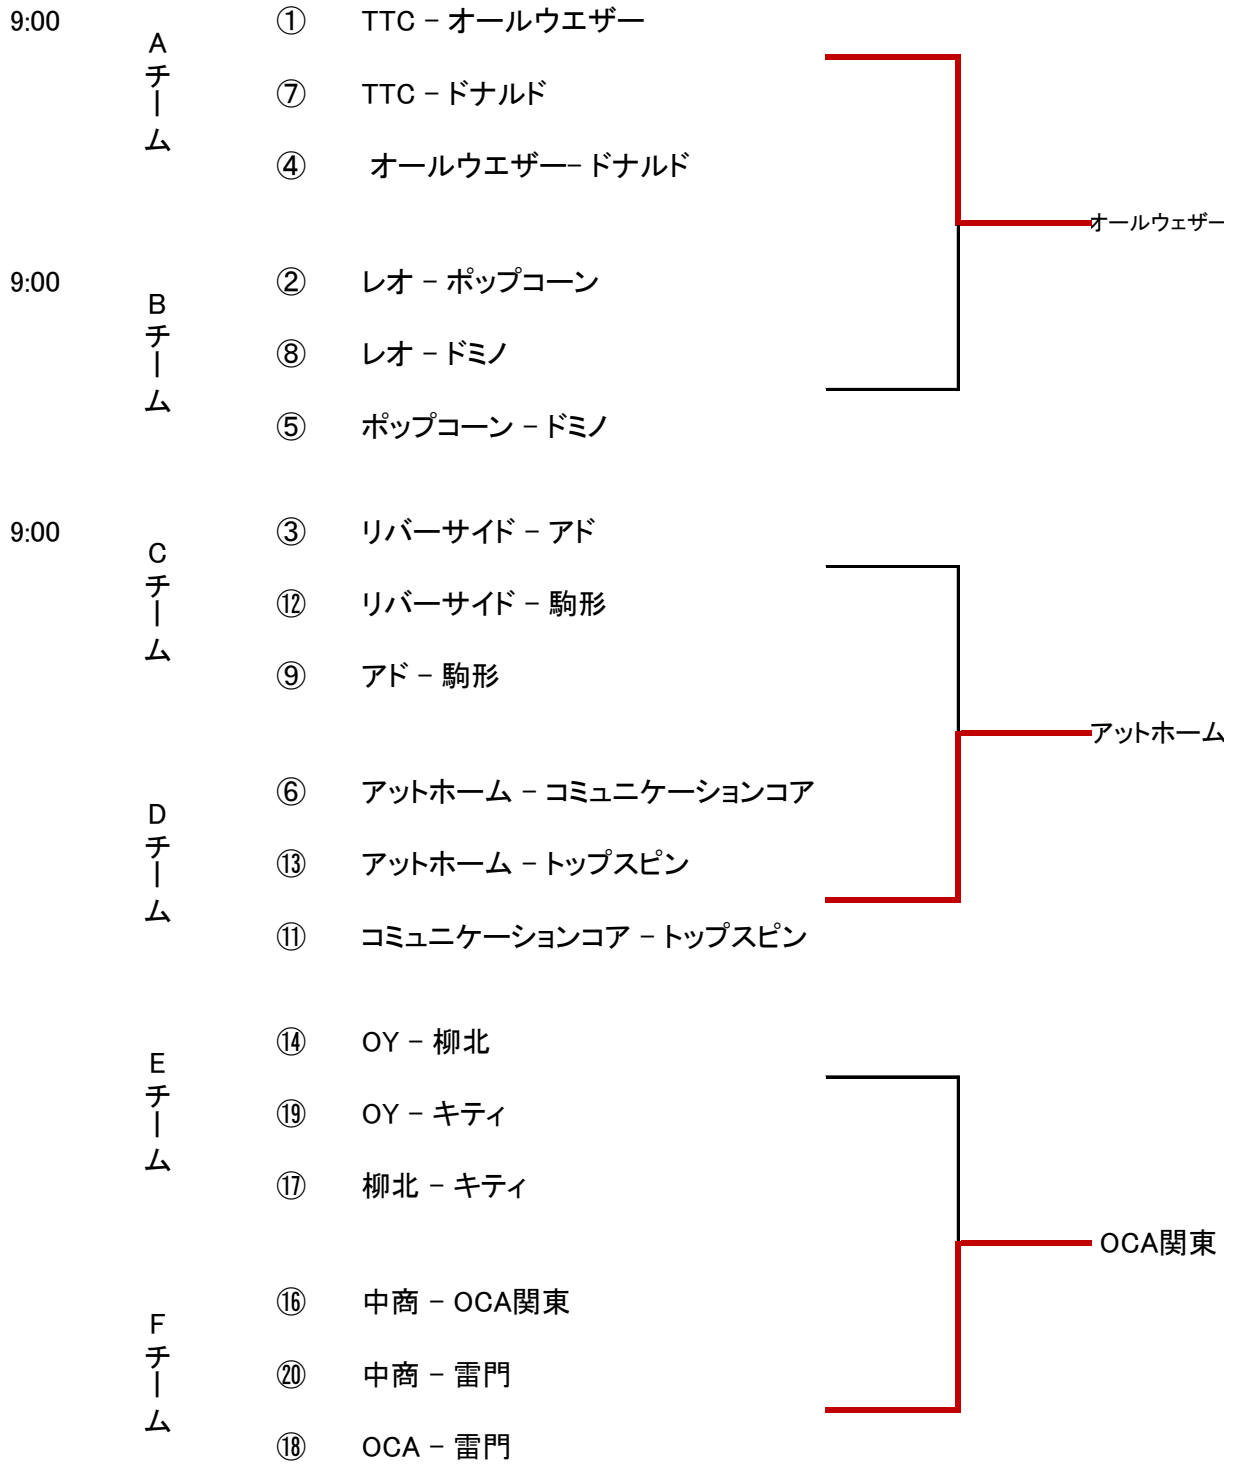 9:00 Aチーム ① TTC － オールウエザー
⑦ TTC － ドナルド
④ オールウエザー－ ドナルド
オールウェザー
9:00 Bチーム ② レオ － ポップコーン
⑧ レオ － ドミノ
⑤ ポップコーン － ドミノ
9:00 Cチーム ③ リバーサイド － アド
⑫ リバーサイド － 駒形
⑨ アド － 駒形
アットホーム
Dチーム ⑥ アットホーム － コミュニケーションコア
⑬ アットホーム － トップスピン
⑪ コミュニケーションコア － トップスピン
Eチーム ⑭ OY － 柳北
⑲ OY － キティ
⑰ 柳北 － キティ
OCA関東
Fチーム ⑯ 中商 － OCA関東
⑳ 中商 － 雷門
⑱ OCA － 雷門